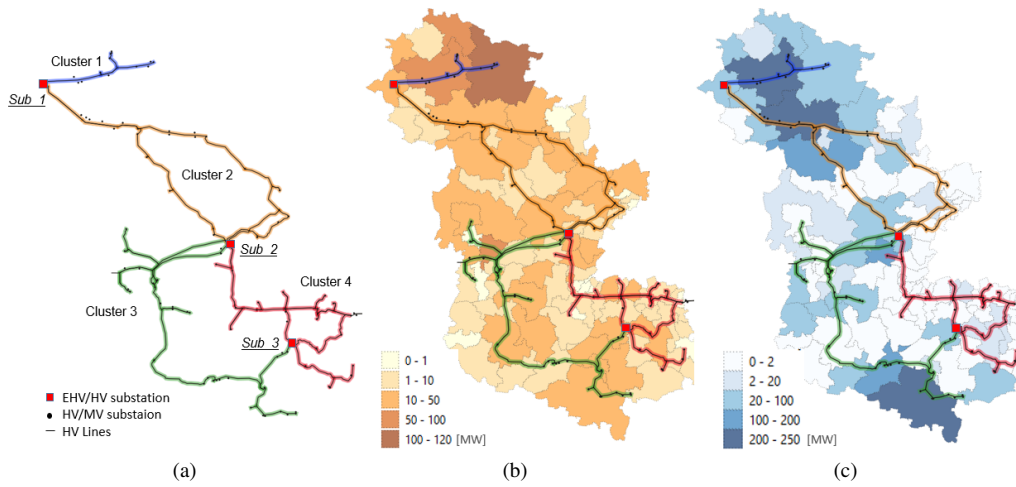 Cluster 1
Sub_1
Cluster 2
Sub_2
Cluster 4
Cluster 3
Sub_3
EHV/HV substation
HV/MV substaion
HV Lines
(a)
0 - 1
1 - 10
10 - 50
50 - 100
100 - 120 [MW]
(b)
0 - 2
2 - 20
20 - 100
100 - 200
200 - 250 [MW]
(c)